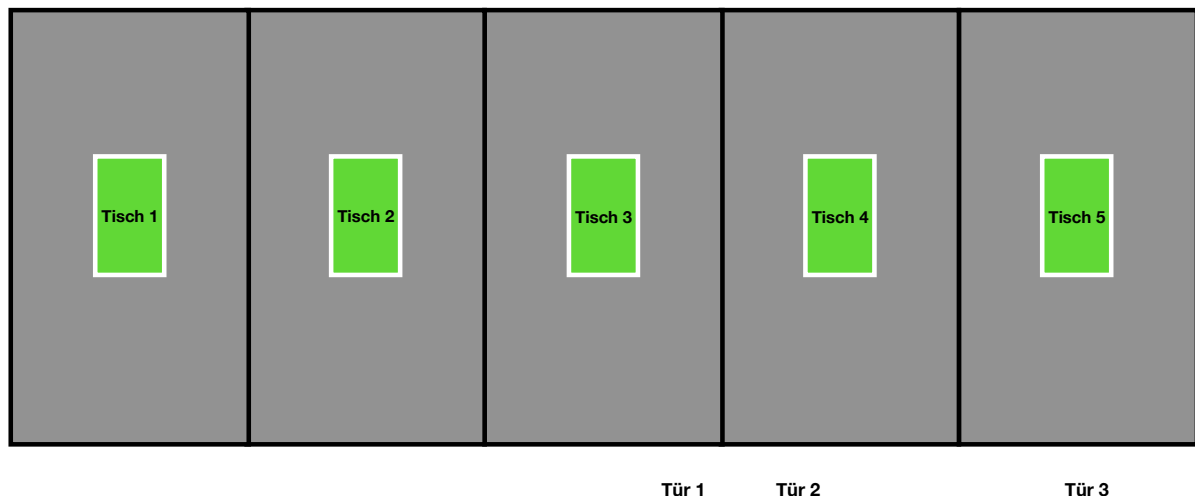 Tisch 1
Tisch 2
Tisch 3
Tisch 4
Tisch 5
Tür 1
Tür 2
Tür 3